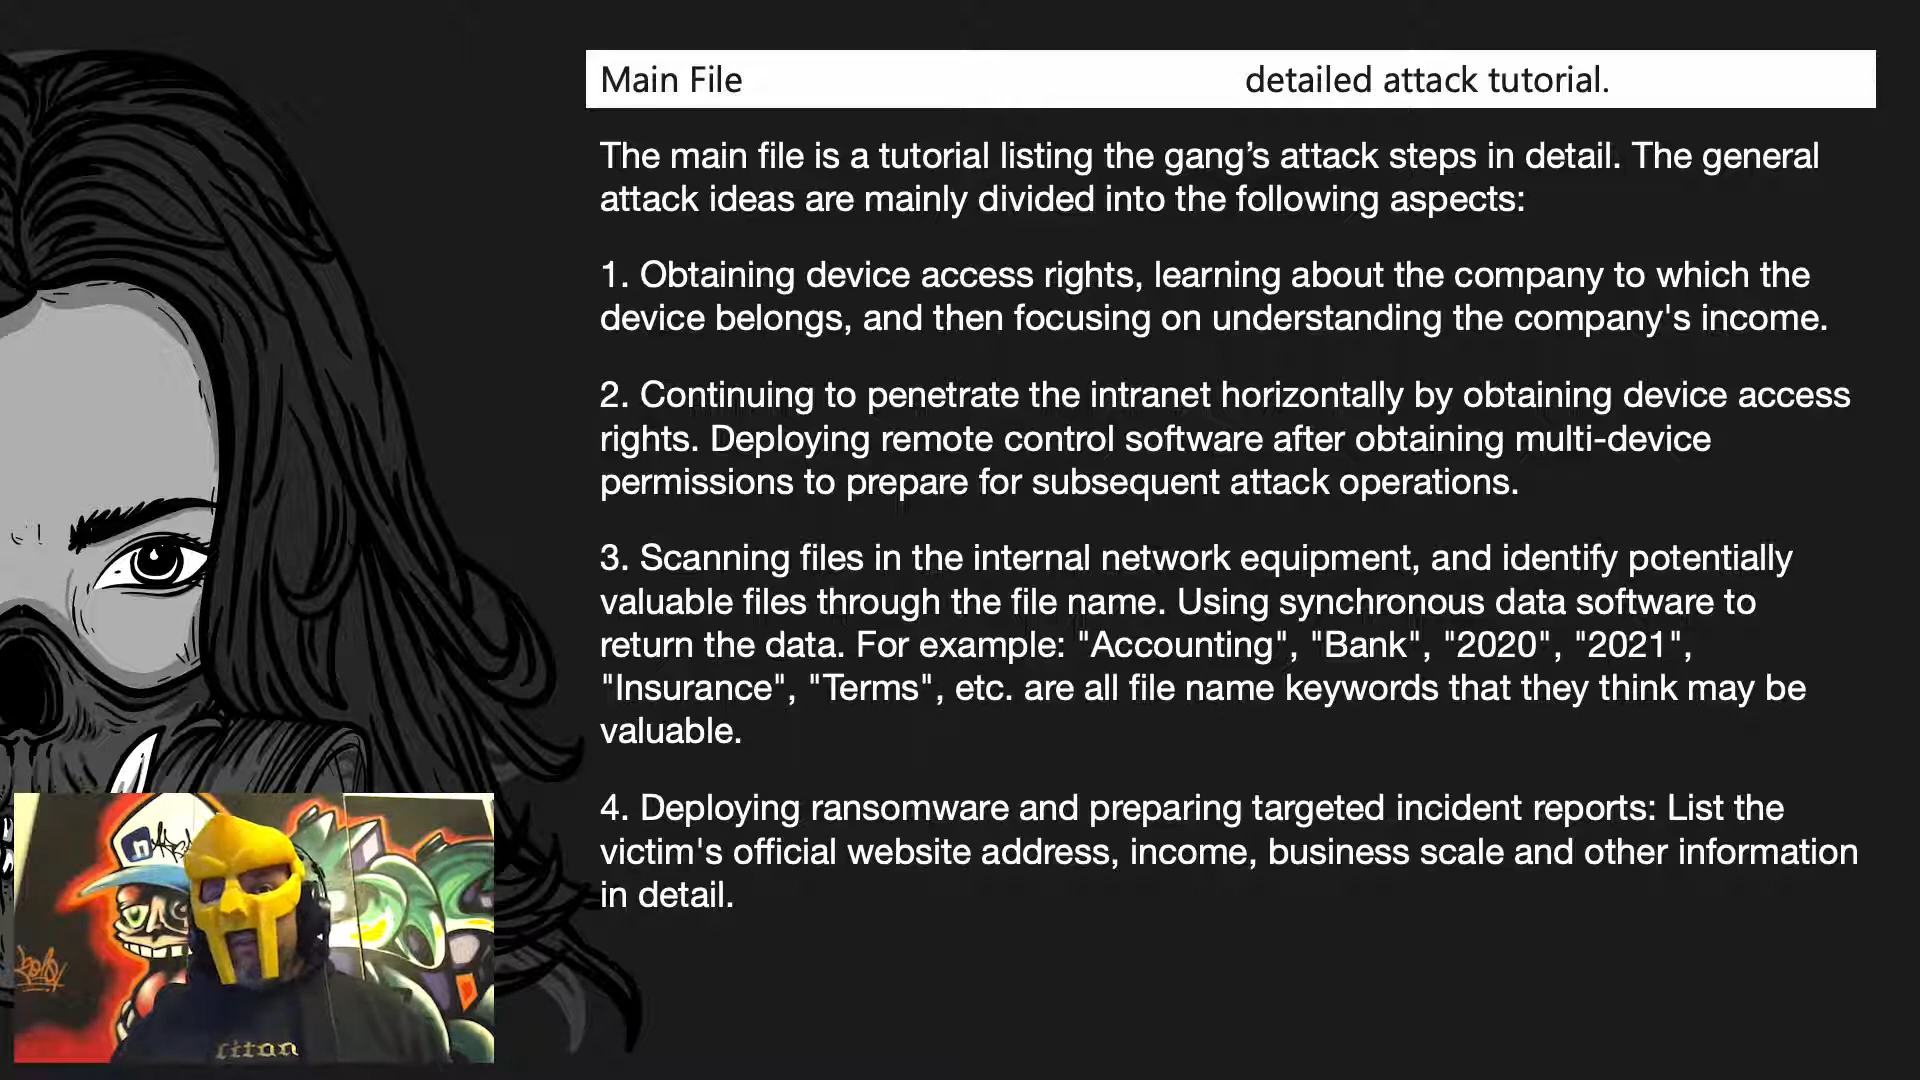 Main File detailed attack tutorial.
The main file is a tutorial listing the gang’s attack steps in detail. The general
attack ideas are mainly divided into the following aspects:
1. Obtaining device access rights, learning about the company to which the
device belongs, and then focusing on understanding the company's income.
2. Continuing to penetrate the intranet horizontally by obtaining device access
rights. Deploying remote control software after obtaining multi-device
permissions to prepare for subsequent attack operations.
3. Scanning files in the internal network equipment, and identify potentially
valuable files through the file name. Using synchronous data software to
return the data. For example: "Accounting", "Bank", "2020", "2021",
"Insurance", "Terms", etc. are all file name keywords that they think may be
valuable.
4. Deploying ransomware and preparing targeted incident reports: List the
victim's official website address, income, business scale and other information
in detail.